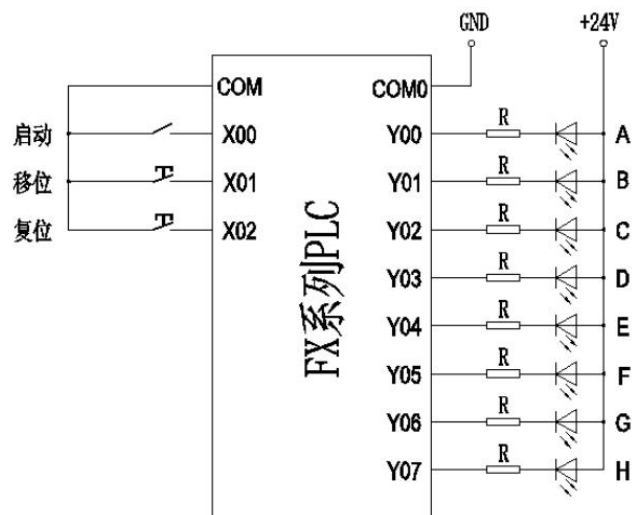 GND +24V
COM COM0
启动 X00 Y00 R A
移位 X01 Y01 R B
复位 X02 Y02 R C
Y03 R D
Y04 R E
Y05 R F
Y06 R G
Y07 R H
FX系列PLC